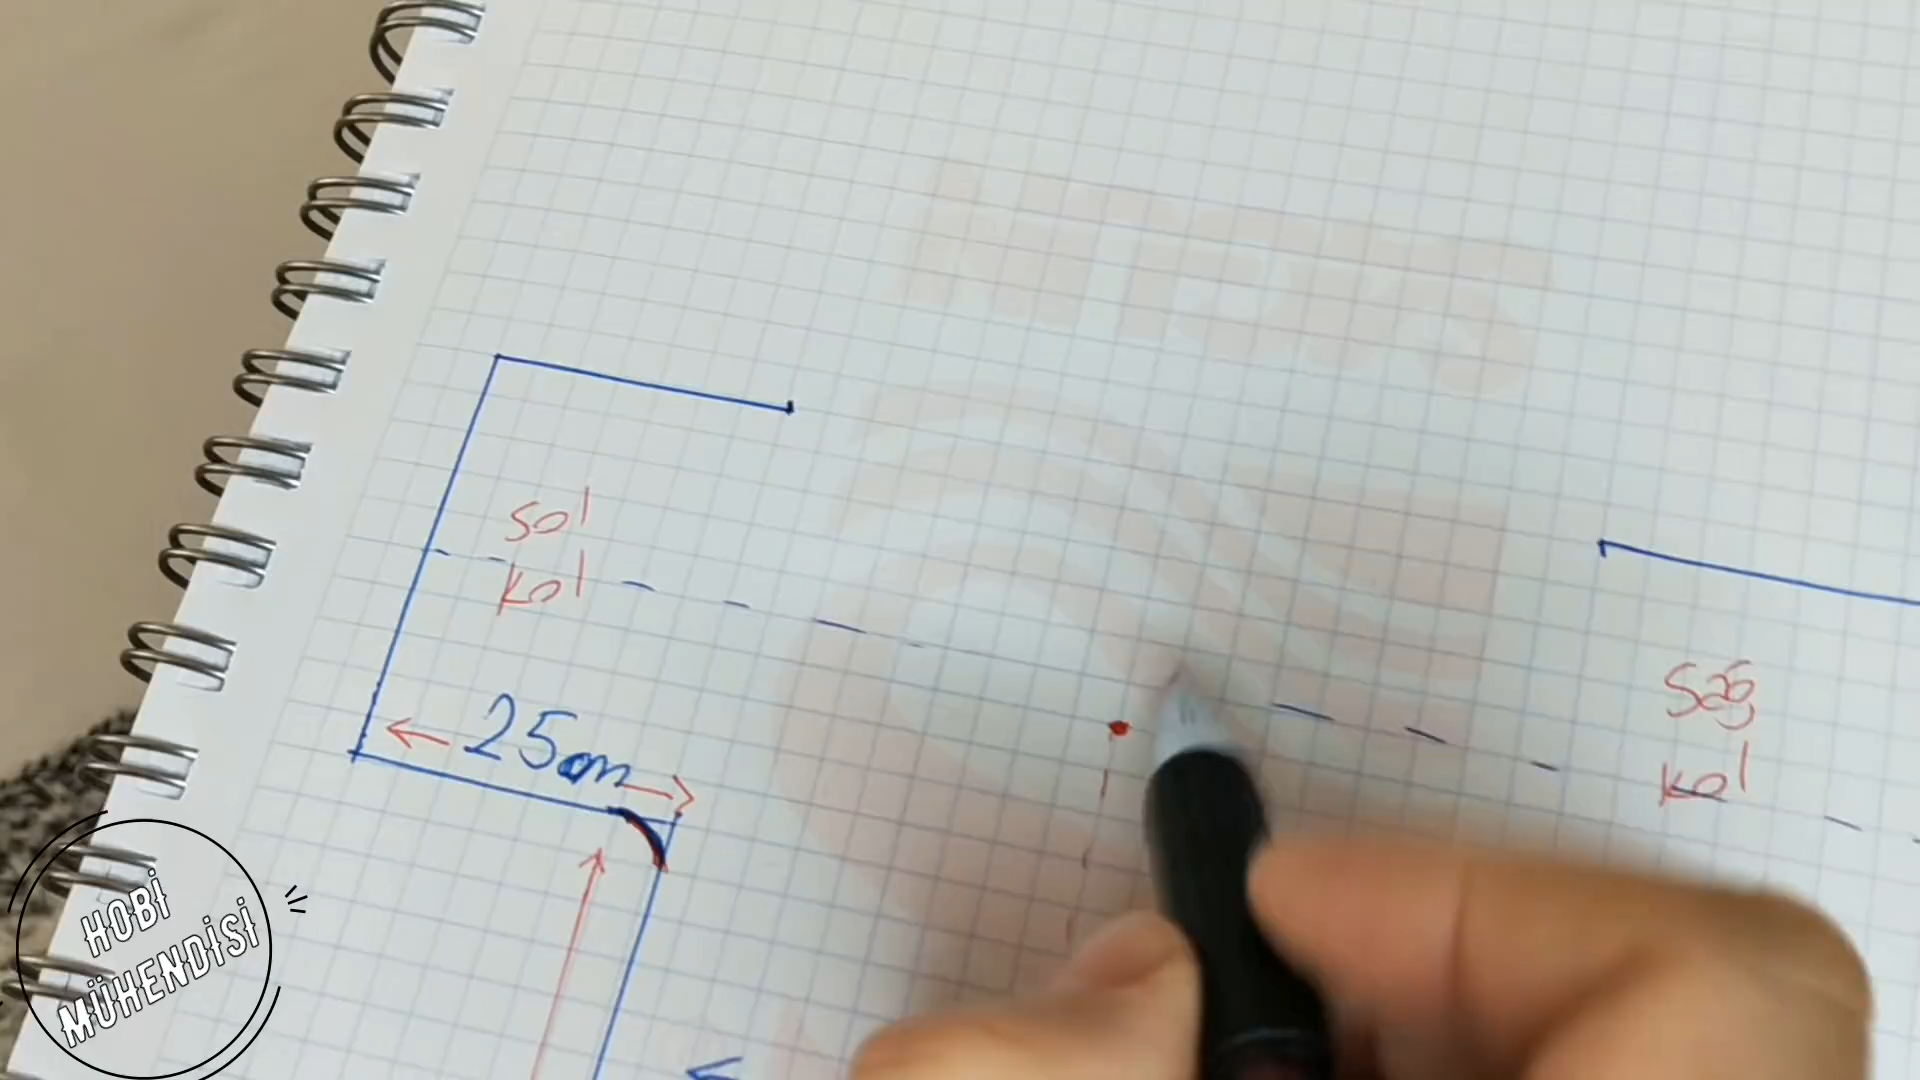 sol
kol
25cm
Sağ
kol
HOBİ
MÜHENDİSİ